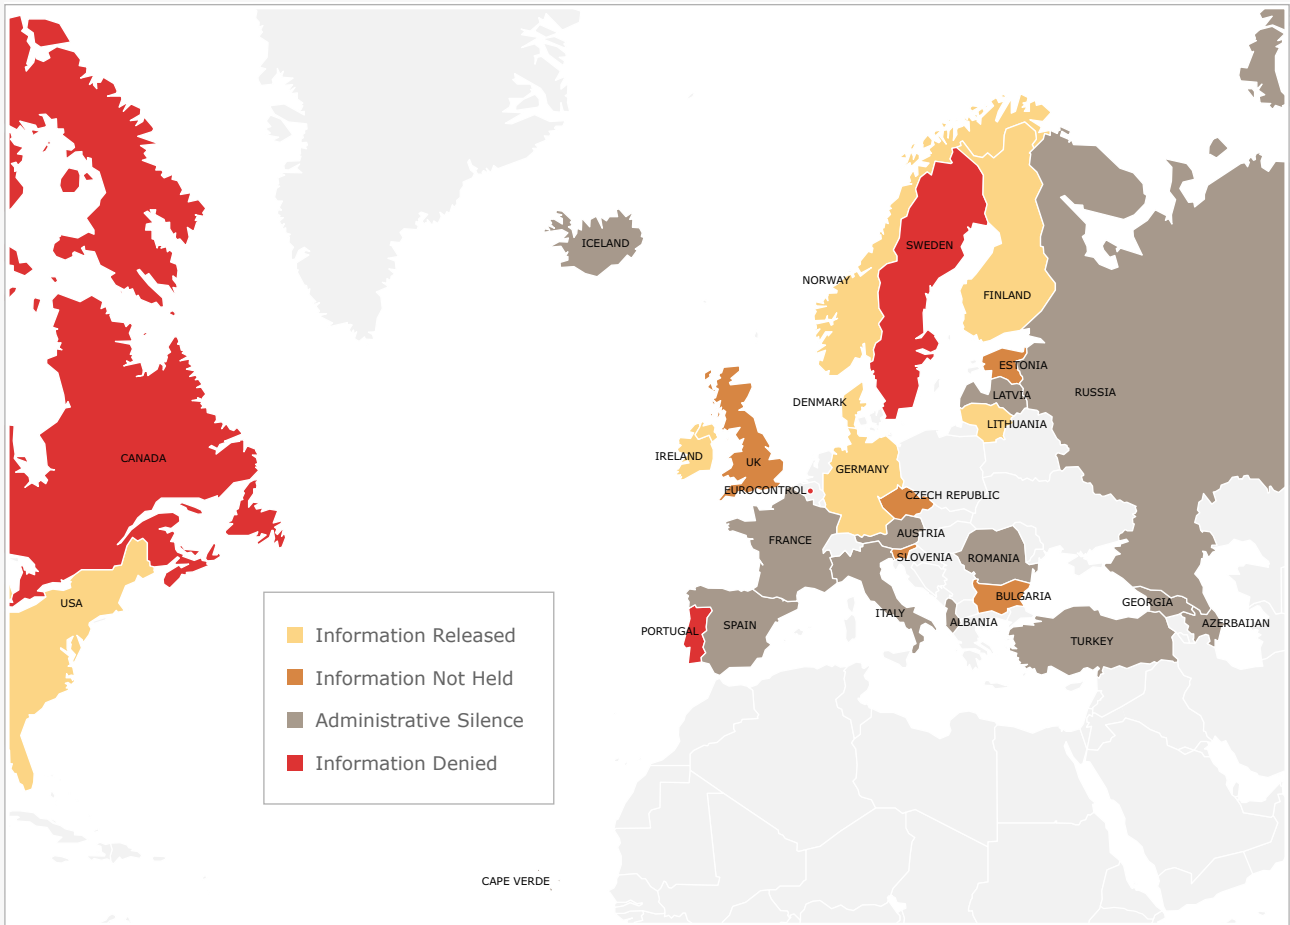 ICELAND
SWEDEN
NORWAY
FINLAND
ESTONIA
RUSSIA
LATVIA
DENMARK
LITHUANIA
IRELAND
CANADA
UK
GERMANY
EUROCONTROL
CZECH REPUBLIC
AUSTRIA
FRANCE
SLOVENIA
ROMANIA
BULGARIA
USA
GEORGIA
ITALY
ALBANIA
AZERBAIJAN
PORTUGAL
SPAIN
TURKEY
Information Released
Information Not Held
Administrative Silence
Information Denied
CAPE VERDE